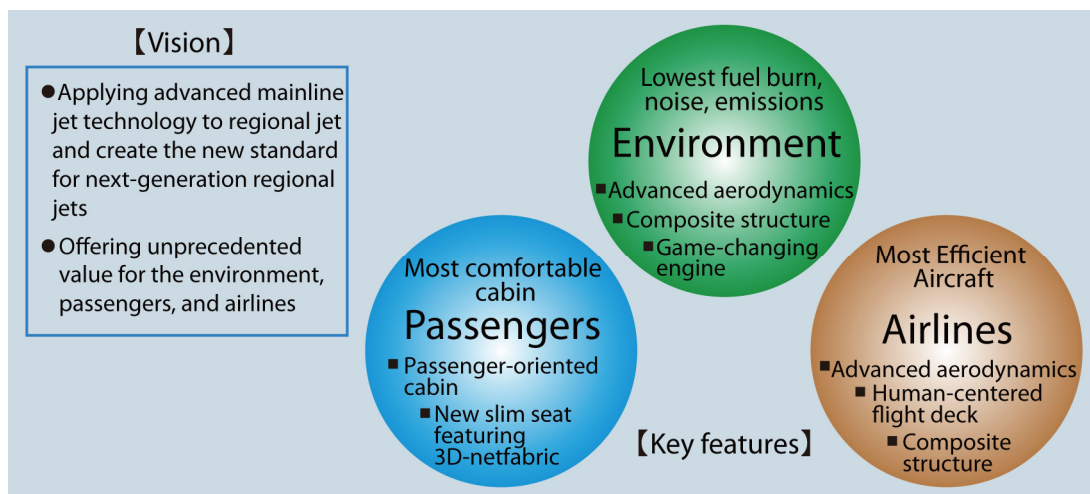 【Vision】
●Applying advanced mainline
jet technology to regional jet
and create the new standard
for next-generation regional
jets
●Offering unprecedented
value for the environment,
passengers, and airlines
Lowest fuel burn,
noise, emissions
Environment
■Advanced aerodynamics
■Composite structure
■Game-changing
engine
Most comfortable
cabin
Passengers
■Passenger-oriented
cabin
■New slim seat
featuring
3D-netfabric
Most Efficient
Aircraft
Airlines
■Advanced aerodynamics
■Human-centered
flight deck
■Composite
structure
【Key features】